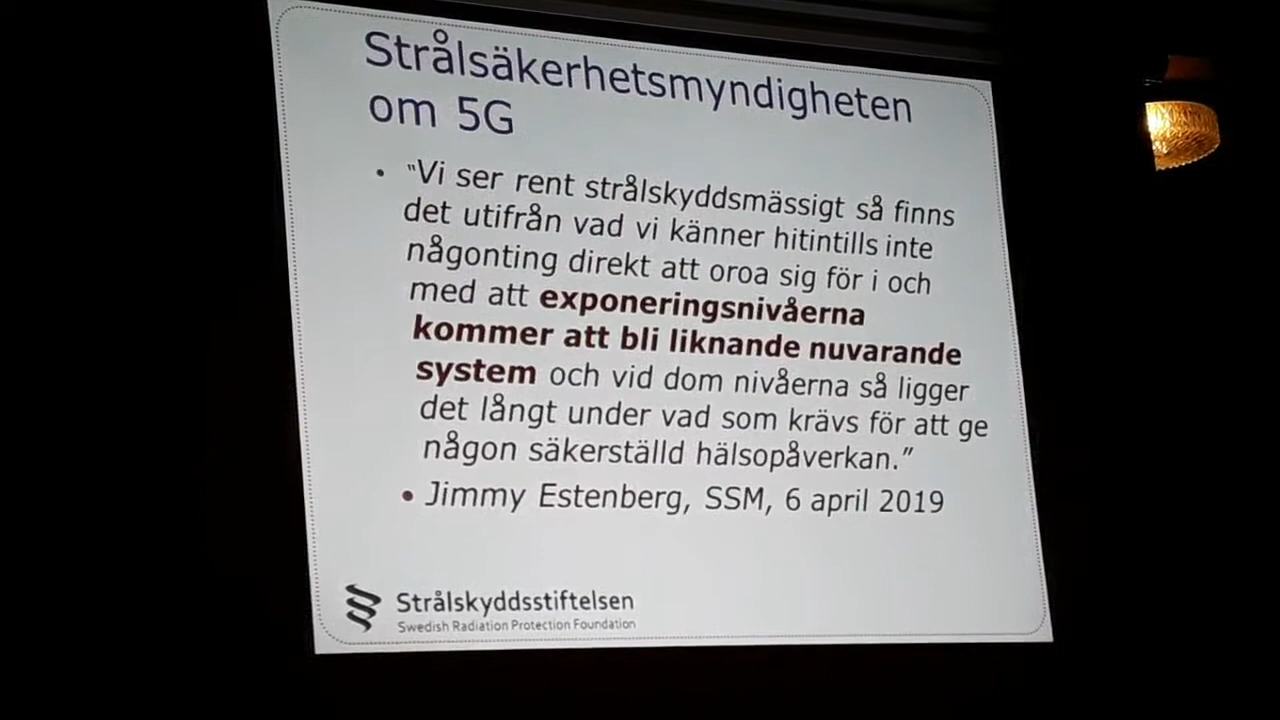 Strålsäkerhetsmyndigheten
om 5G
• "Vi ser rent strålskyddsmässigt så finns
det utifrån vad vi känner hitintills inte
någonting direkt att oroa sig för i och
med att exponeringsnivåerna
kommer att bli liknande nuvarande
system och vid dom nivåerna så ligger
det långt under vad som krävs för att ge
någon säkerställd hälsopåverkan."
• Jimmy Estenberg, SSM, 6 april 2019
Strålskyddsstiftelsen
Swedish Radiation Protection Foundation